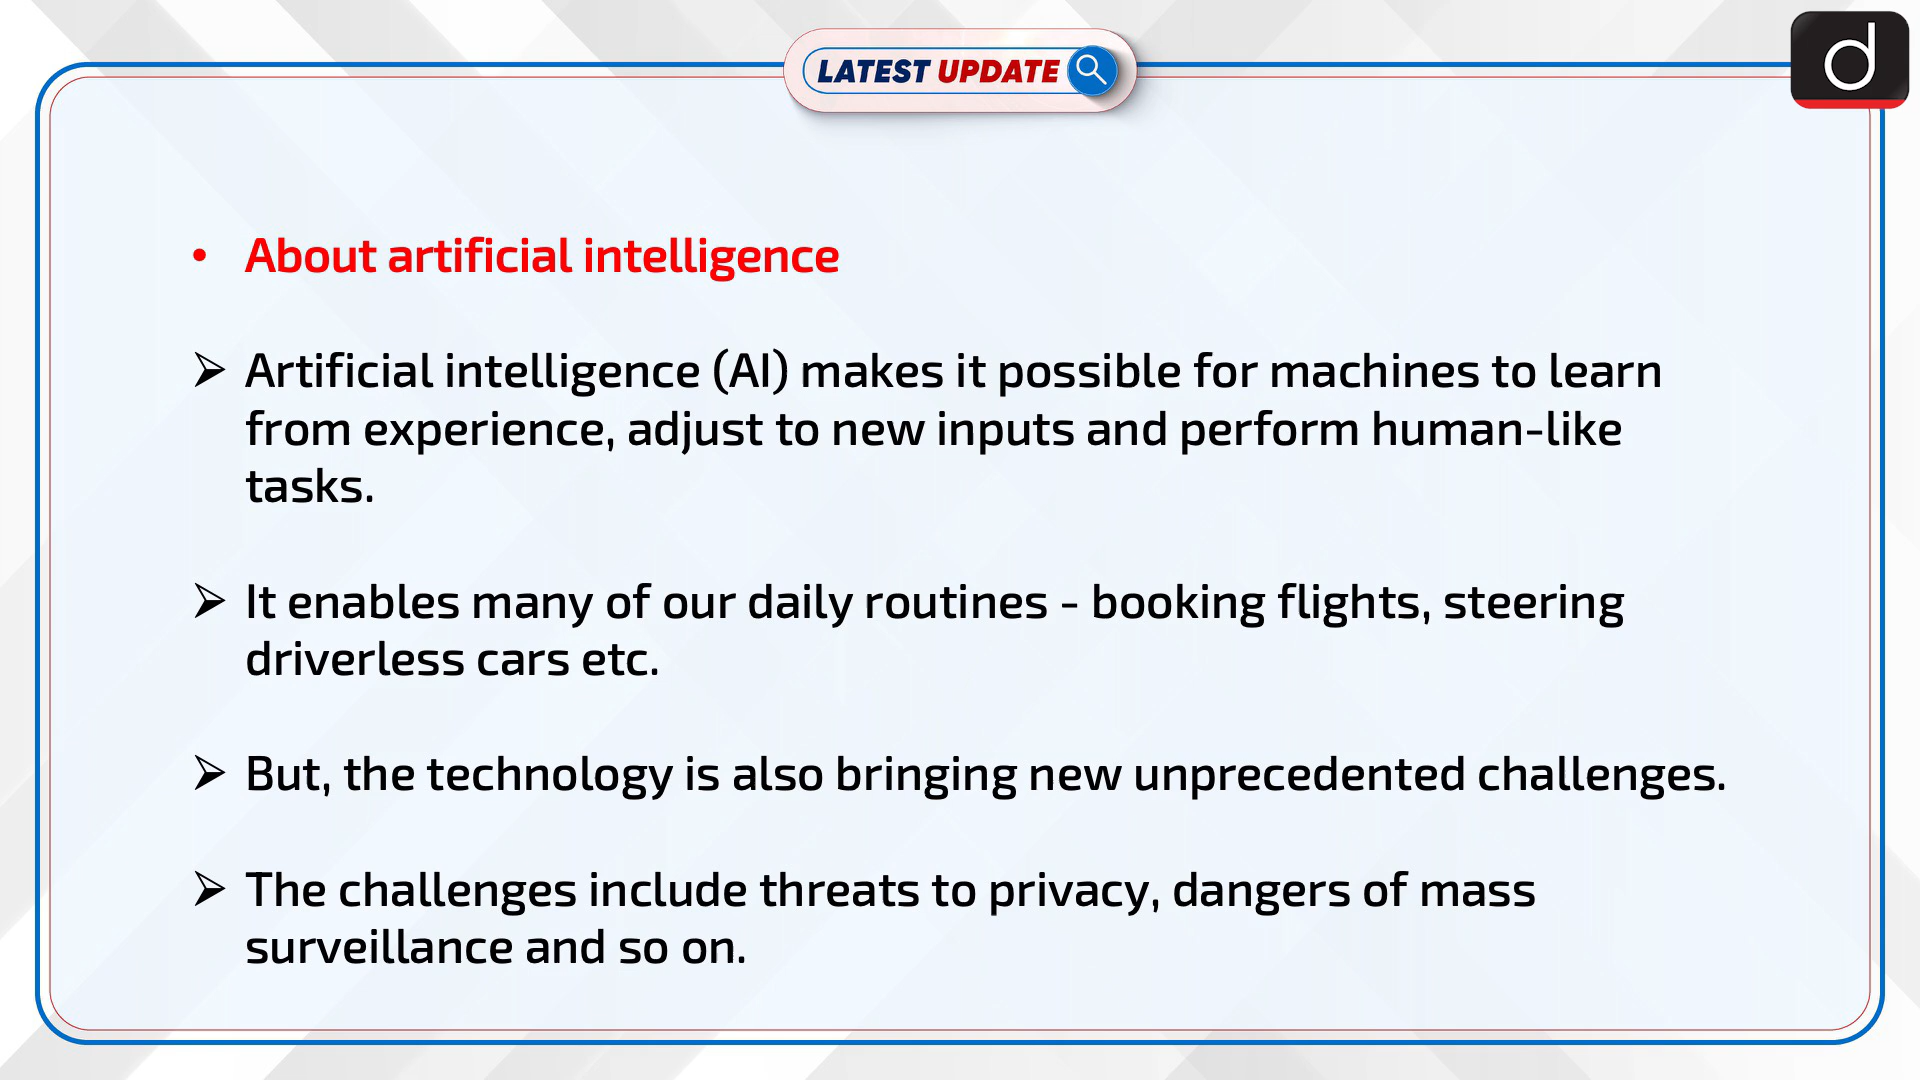 LATEST UPDATE
d
• About artificial intelligence
➢ Artificial intelligence (AI) makes it possible for machines to learn
from experience, adjust to new inputs and perform human-like
tasks.
➢ It enables many of our daily routines - booking flights, steering
driverless cars etc.
➢ But, the technology is also bringing new unprecedented challenges.
➢ The challenges include threats to privacy, dangers of mass
surveillance and so on.